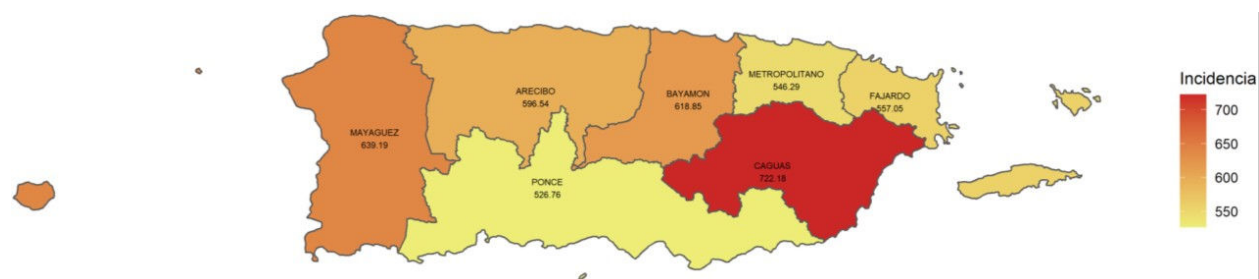 METROPOLITANO
546.29
ARECIBO
596.54
BAYAMON
618.85
FAJARDO
557.05
MAYAGUEZ
639.19
CAGUAS
722.18
PONCE
526.76
Incidencia
700
650
600
550